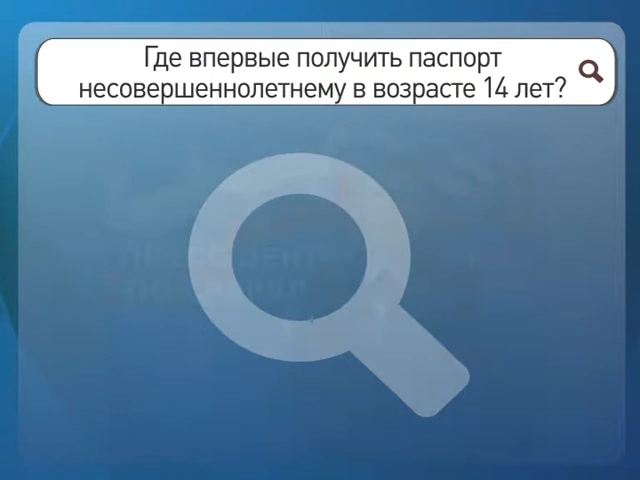 Где впервые получить паспорт
несовершеннолетнему в возрасте 14 лет?